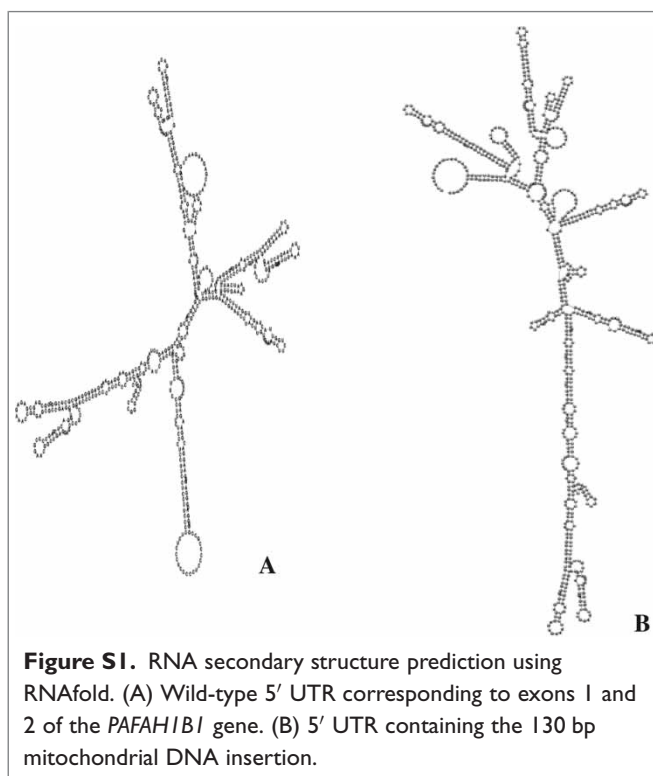 A
B
Figure S1. RNA secondary structure prediction using
RNAfold. (A) Wild-type 5′ UTR corresponding to exons 1 and
2 of the PAFAH1B1 gene. (B) 5′ UTR containing the 130 bp
mitochondrial DNA insertion.